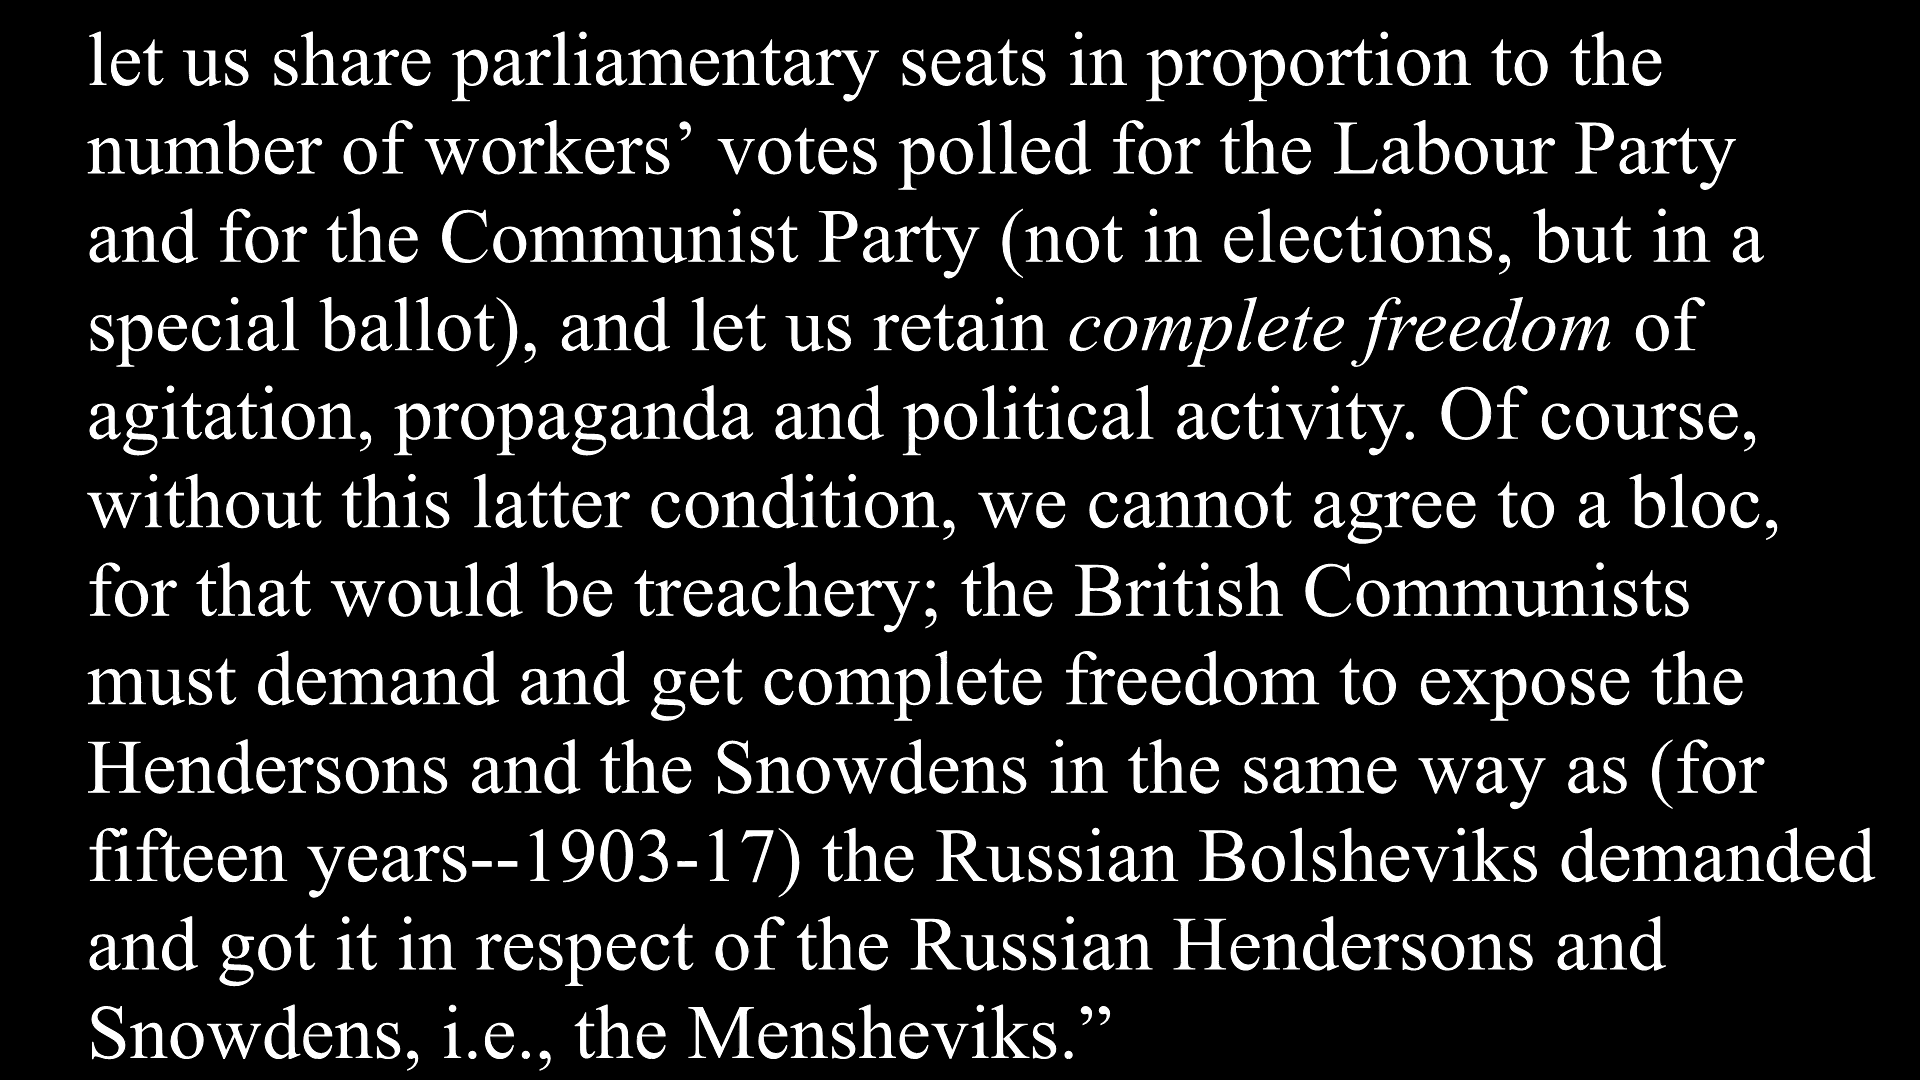 let us share parliamentary seats in proportion to the
number of workers’ votes polled for the Labour Party
and for the Communist Party (not in elections, but in a
special ballot), and let us retain complete freedom of
agitation, propaganda and political activity. Of course,
without this latter condition, we cannot agree to a bloc,
for that would be treachery; the British Communists
must demand and get complete freedom to expose the
Hendersons and the Snowdens in the same way as (for
fifteen years--1903-17) the Russian Bolsheviks demanded
and got it in respect of the Russian Hendersons and
Snowdens, i.e., the Mensheviks.”